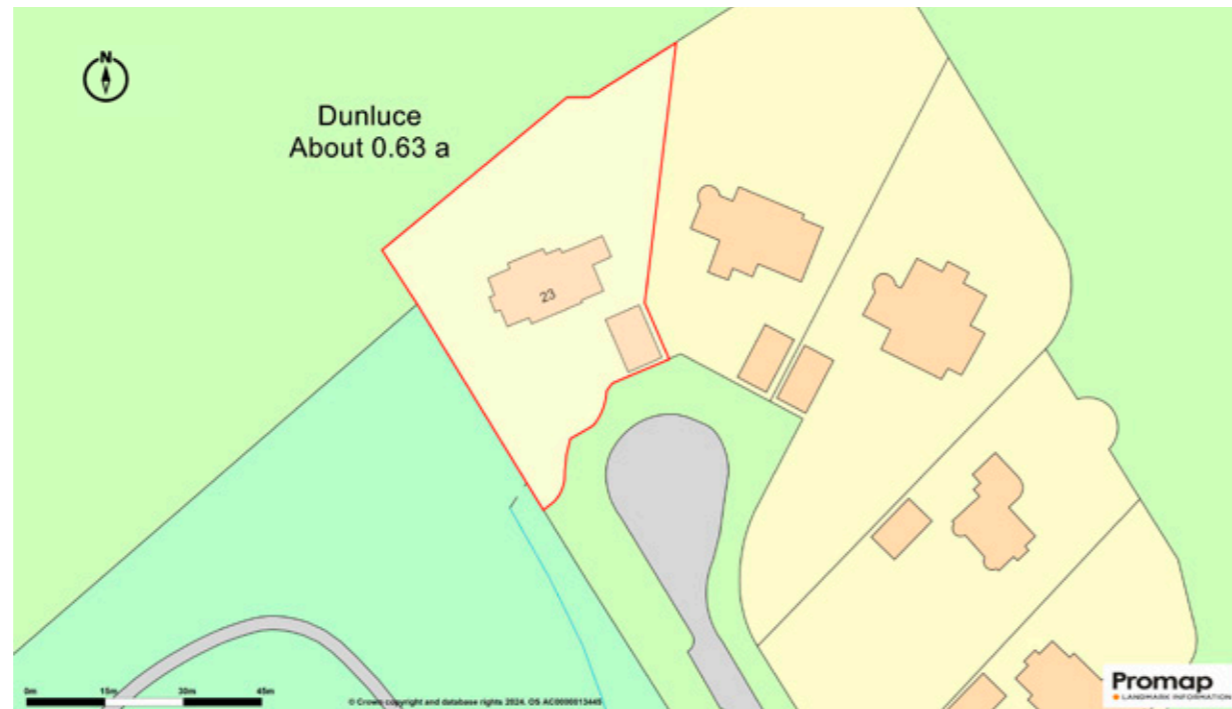 N
Dunluce
About 0.63 a
23
0m 15m 30m 45m
© Crown copyright and database rights 2024. OS AC0000813445
Promap
LANDMARK INFORMATION